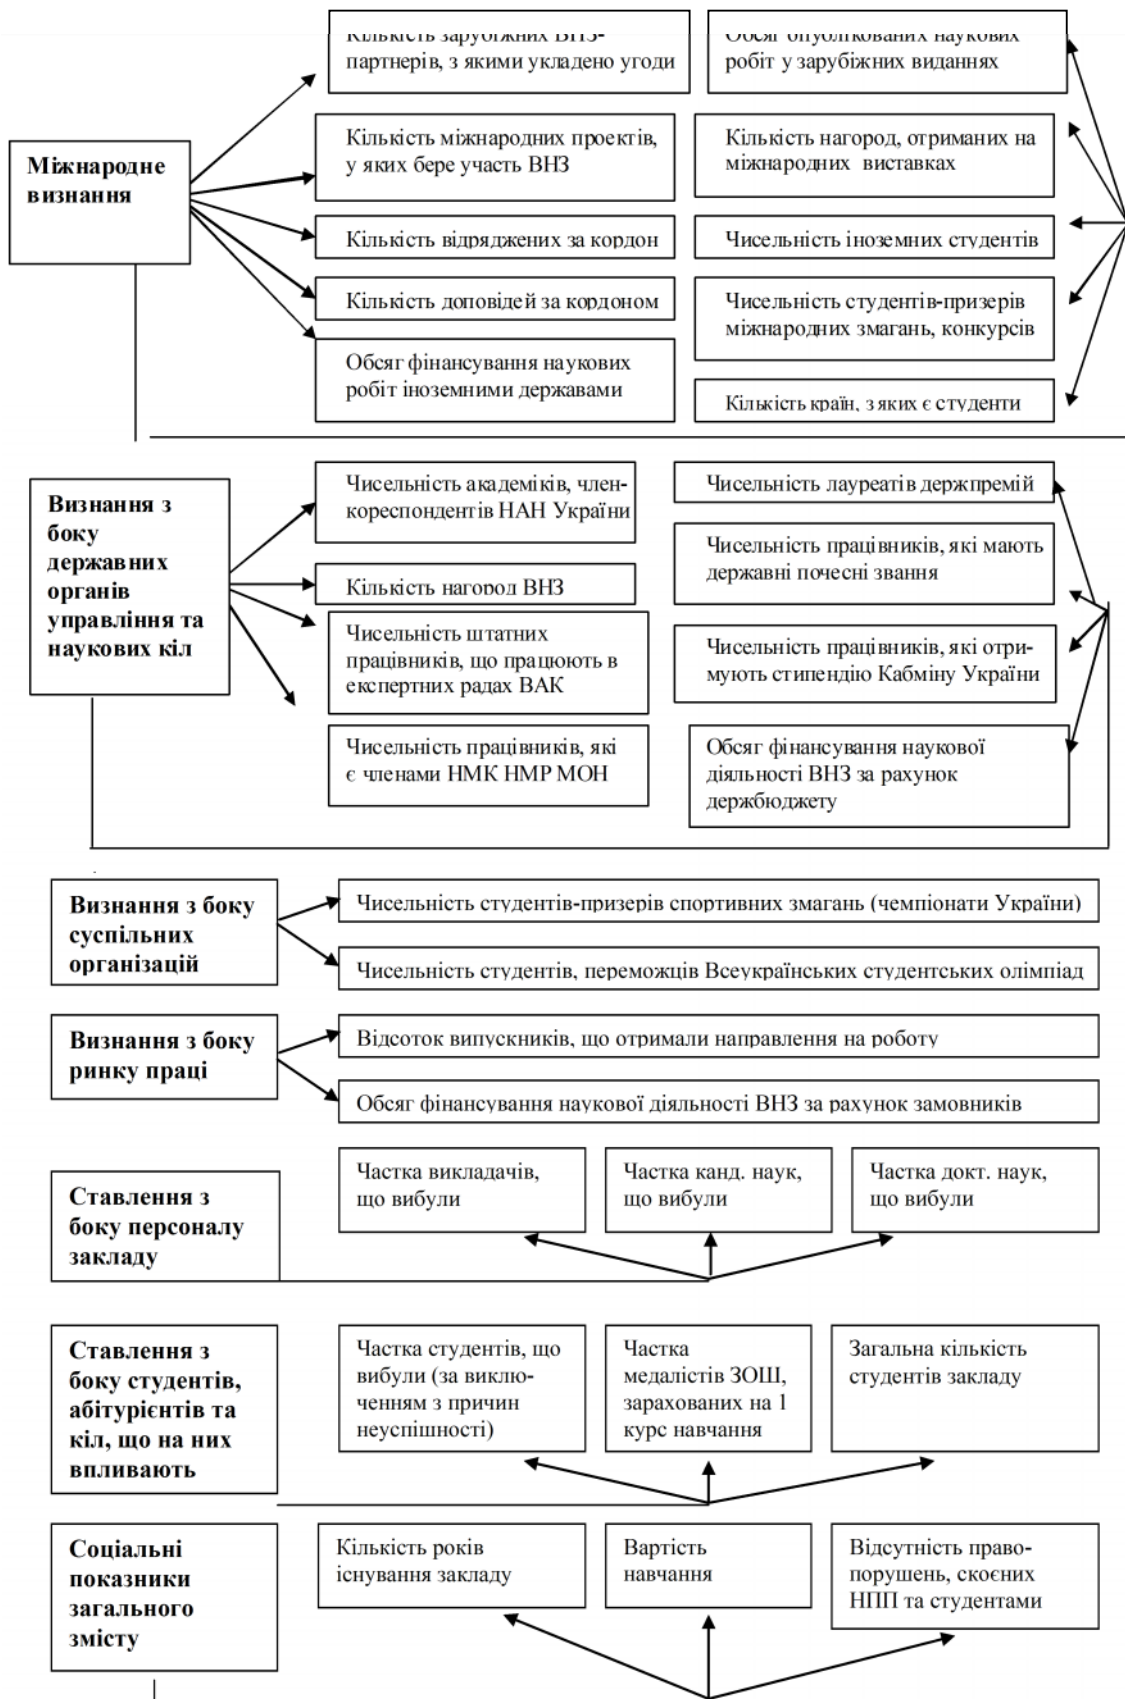 Кількість зарубіжних ВНЗ-
партнерів, з якими укладено угоди
Обсяг опублікованих наукових
робіт у зарубіжних виданнях
Міжнародне
визнання
Кількість міжнародних проектів,
у яких бере участь ВНЗ
Кількість нагород, отриманих на
міжнародних виставках
Кількість відряджених за кордон
Чисельність іноземних студентів
Кількість доповідей за кордоном
Чисельність студентів-призерів
міжнародних змагань, конкурсів
Обсяг фінансування наукових
робіт іноземними державами
Кількість країн, з яких є студенти
Визнання з
боку
державних
органів
управління та
наукових кіл
Чисельність академіків, член-
кореспондентів НАН України
Чисельність лауреатів держпремій
Кількість нагород ВНЗ
Чисельність працівників, які мають
державні почесні звання
Чисельність штатних
працівників, що працюють в
експертних радах ВАК
Чисельність працівників, які отри-
мують стипендію Кабміну України
Чисельність працівників, які
є членами НМК НМР МОН
Обсяг фінансування наукової
діяльності ВНЗ за рахунок
держбюджету
Визнання з боку
суспільних
організацій
Чисельність студентів-призерів спортивних змагань (чемпіонати України)
Чисельність студентів, переможців Всеукраїнських студентських олімпіад
Визнання з боку
ринку праці
Відсоток випускників, що отримали направлення на роботу
Обсяг фінансування наукової діяльності ВНЗ за рахунок замовників
Ставлення з
боку персоналу
закладу
Частка викладачів,
що вибули
Частка канд. наук,
що вибули
Частка докт. наук,
що вибули
Ставлення з
боку студентів,
абітурієнтів та
кіл, що на них
впливають
Частка студентів, що
вибули (за виклю-
ченням з причин
неуспішності)
Частка
медалістів ЗОШ,
зарахованих на 1
курс навчання
Загальна кількість
студентів закладу
Соціальні
показники
загального
змісту
Кількість років
існування закладу
Вартість
навчання
Відсутність право-
порушень, скоєних
НПП та студентами